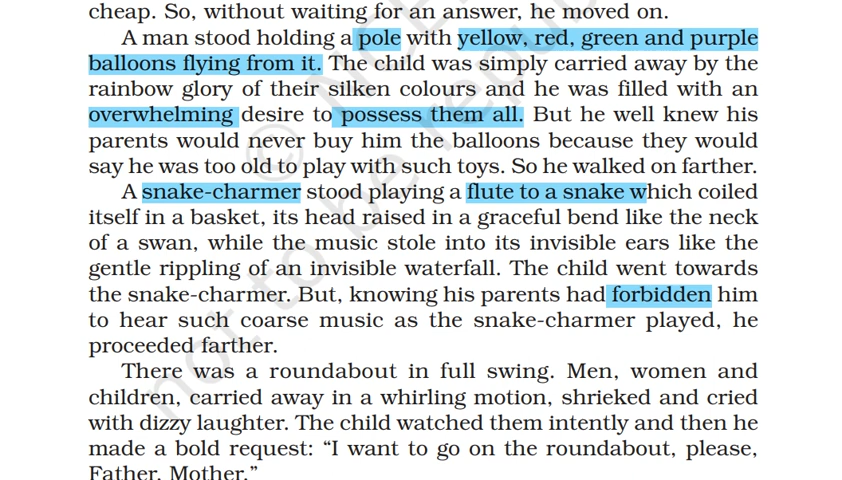 cheap. So, without waiting for an answer, he moved on.
A man stood holding a pole with yellow, red, green and purple
balloons flying from it. The child was simply carried away by the
rainbow glory of their silken colours and he was filled with an
overwhelming desire to possess them all. But he well knew his
parents would never buy him the balloons because they would
say he was too old to play with such toys. So he walked on farther.
A snake-charmer stood playing a flute to a snake which coiled
itself in a basket, its head raised in a graceful bend like the neck
of a swan, while the music stole into its invisible ears like the
gentle rippling of an invisible waterfall. The child went towards
the snake-charmer. But, knowing his parents had forbidden him
to hear such coarse music as the snake-charmer played, he
proceeded farther.
There was a roundabout in full swing. Men, women and
children, carried away in a whirling motion, shrieked and cried
with dizzy laughter. The child watched them intently and then he
made a bold request: “I want to go on the roundabout, please,
Father, Mother.”
not to be repu
© NCE